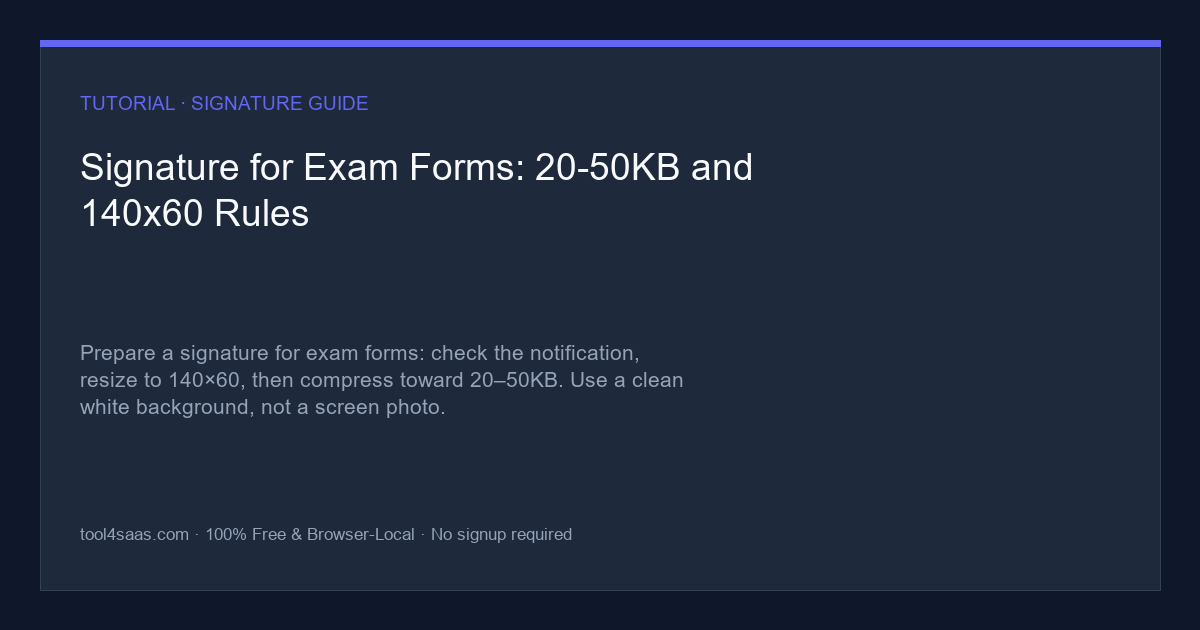 TUTORIAL · SIGNATURE GUIDE
Signature for Exam Forms: 20-50KB and
140x60 Rules
Prepare a signature for exam forms: check the notification,
resize to 140×60, then compress toward 20–50KB. Use a clean
white background, not a screen photo.
tool4saas.com · 100% Free & Browser-Local · No signup required